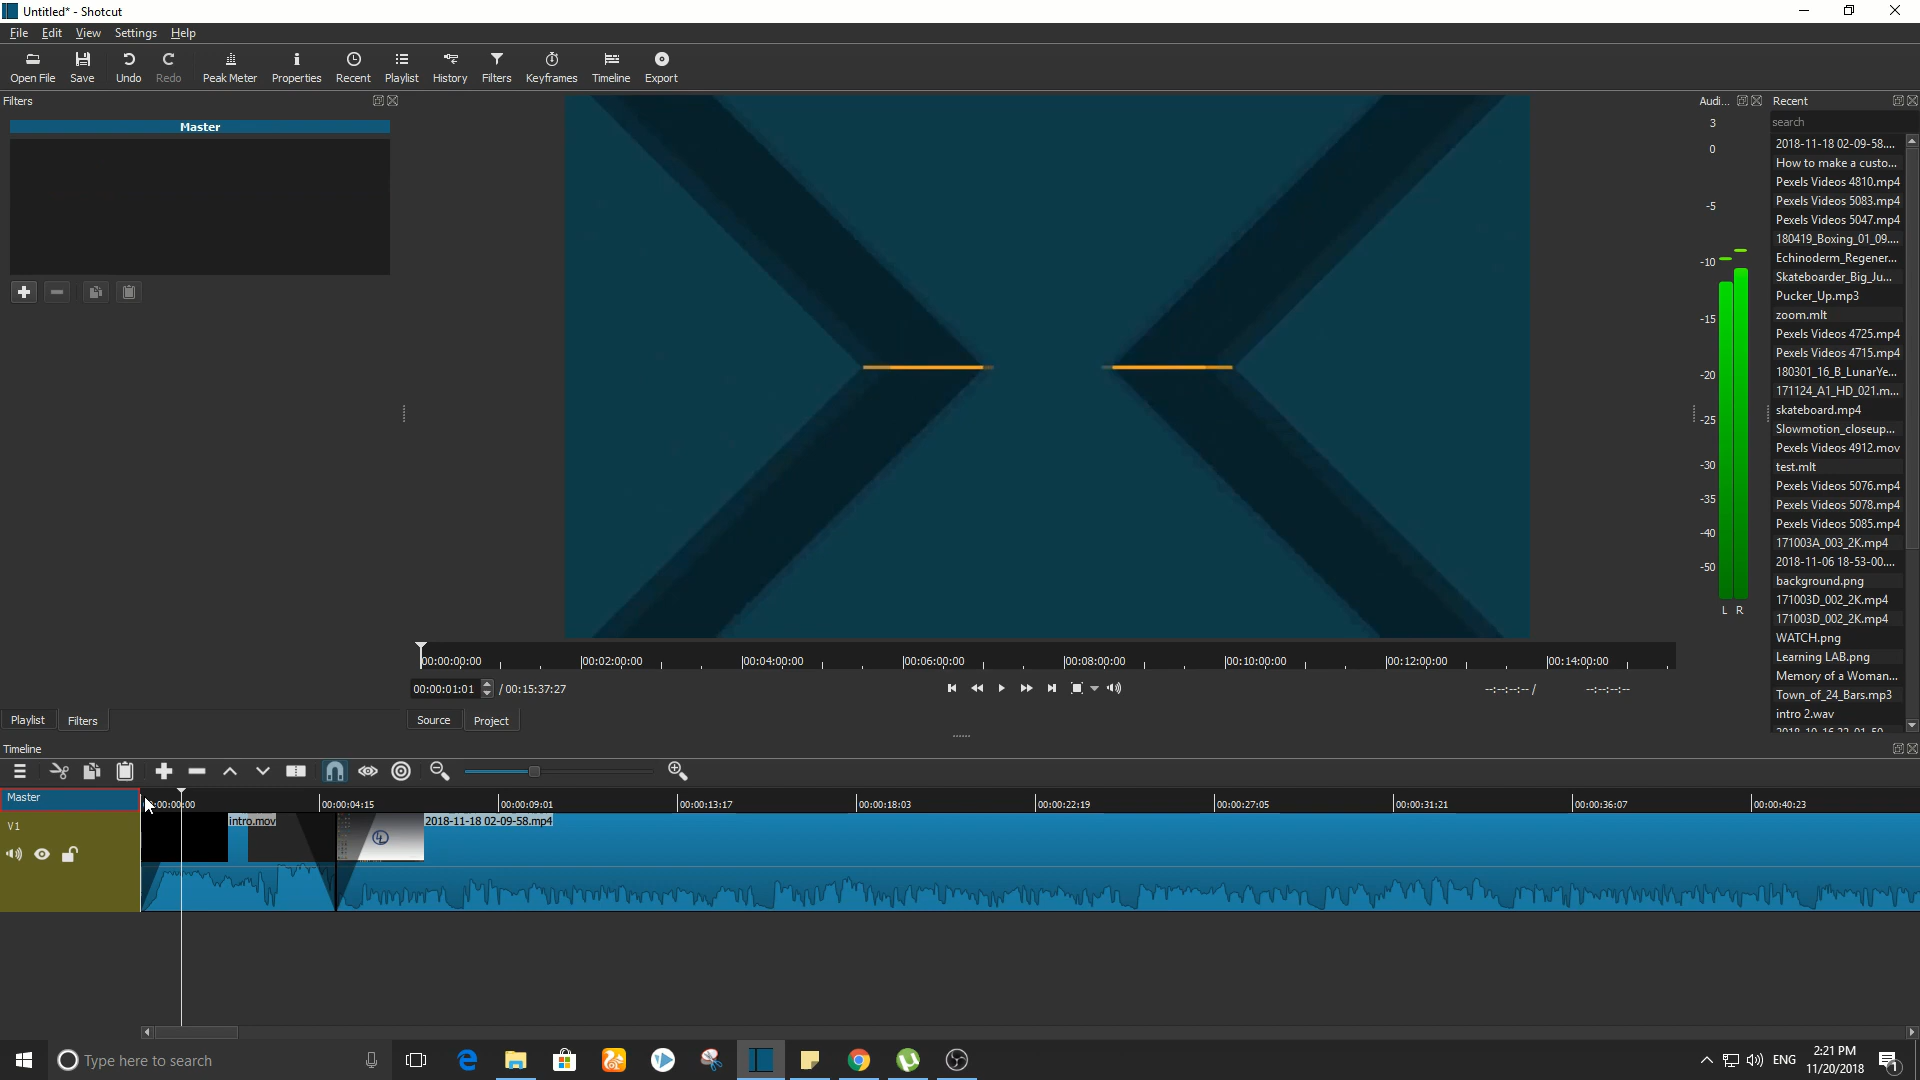 Untitled* - Shotcut
File Edit View Settings Help
Open File Save Undo Redo Peak Meter Properties Recent Playlist History Filters Keyframes Timeline Export
Filters
Master
Audi...
3
0
-5
-10
-15
-20
-25
-30
-35
-40
-50
L R
Recent
search
2018-11-18 02-09-58....
How to make a custo...
Pexels Videos 4810.mp4
Pexels Videos 5083.mp4
Pexels Videos 5047.mp4
180419_Boxing_01_09....
Echinoderm_Regener...
Skateboarder_Big_Ju...
Pucker_Up.mp3
zoom.mlt
Pexels Videos 4725.mp4
Pexels Videos 4715.mp4
180301_16_B_LunarYe...
171124_A1_HD_021.m...
skateboard.mp4
Slowmotion_closeup...
Pexels Videos 4912.mov
test.mlt
Pexels Videos 5076.mp4
Pexels Videos 5078.mp4
Pexels Videos 5085.mp4
171003A_003_2K.mp4
2018-11-06 18-53-00....
background.png
171003D_002_2K.mp4
171003D_002_2K.mp4
WATCH.png
Learning LAB.png
Memory of a Woman...
Town_of_24_Bars.mp3
intro 2.wav
00:00:00:00 00:02:00:00 00:04:00:00 00:06:00:00 00:08:00:00 00:10:00:00 00:12:00:00 00:14:00:00
00:00:01:01 / 00:15:37:27 --:--:--:-- / --:--:--:--
Playlist Filters Source Project
Timeline
Master
:00:00:00 00:00:04:15 00:00:09:01 00:00:13:17 00:00:18:03 00:00:22:19 00:00:27:05 00:00:31:21 00:00:36:07 00:00:40:23
V1
intro.mov
2018-11-18 02-09-58.mp4
Type here to search
ENG
2:21 PM
11/20/2018
1